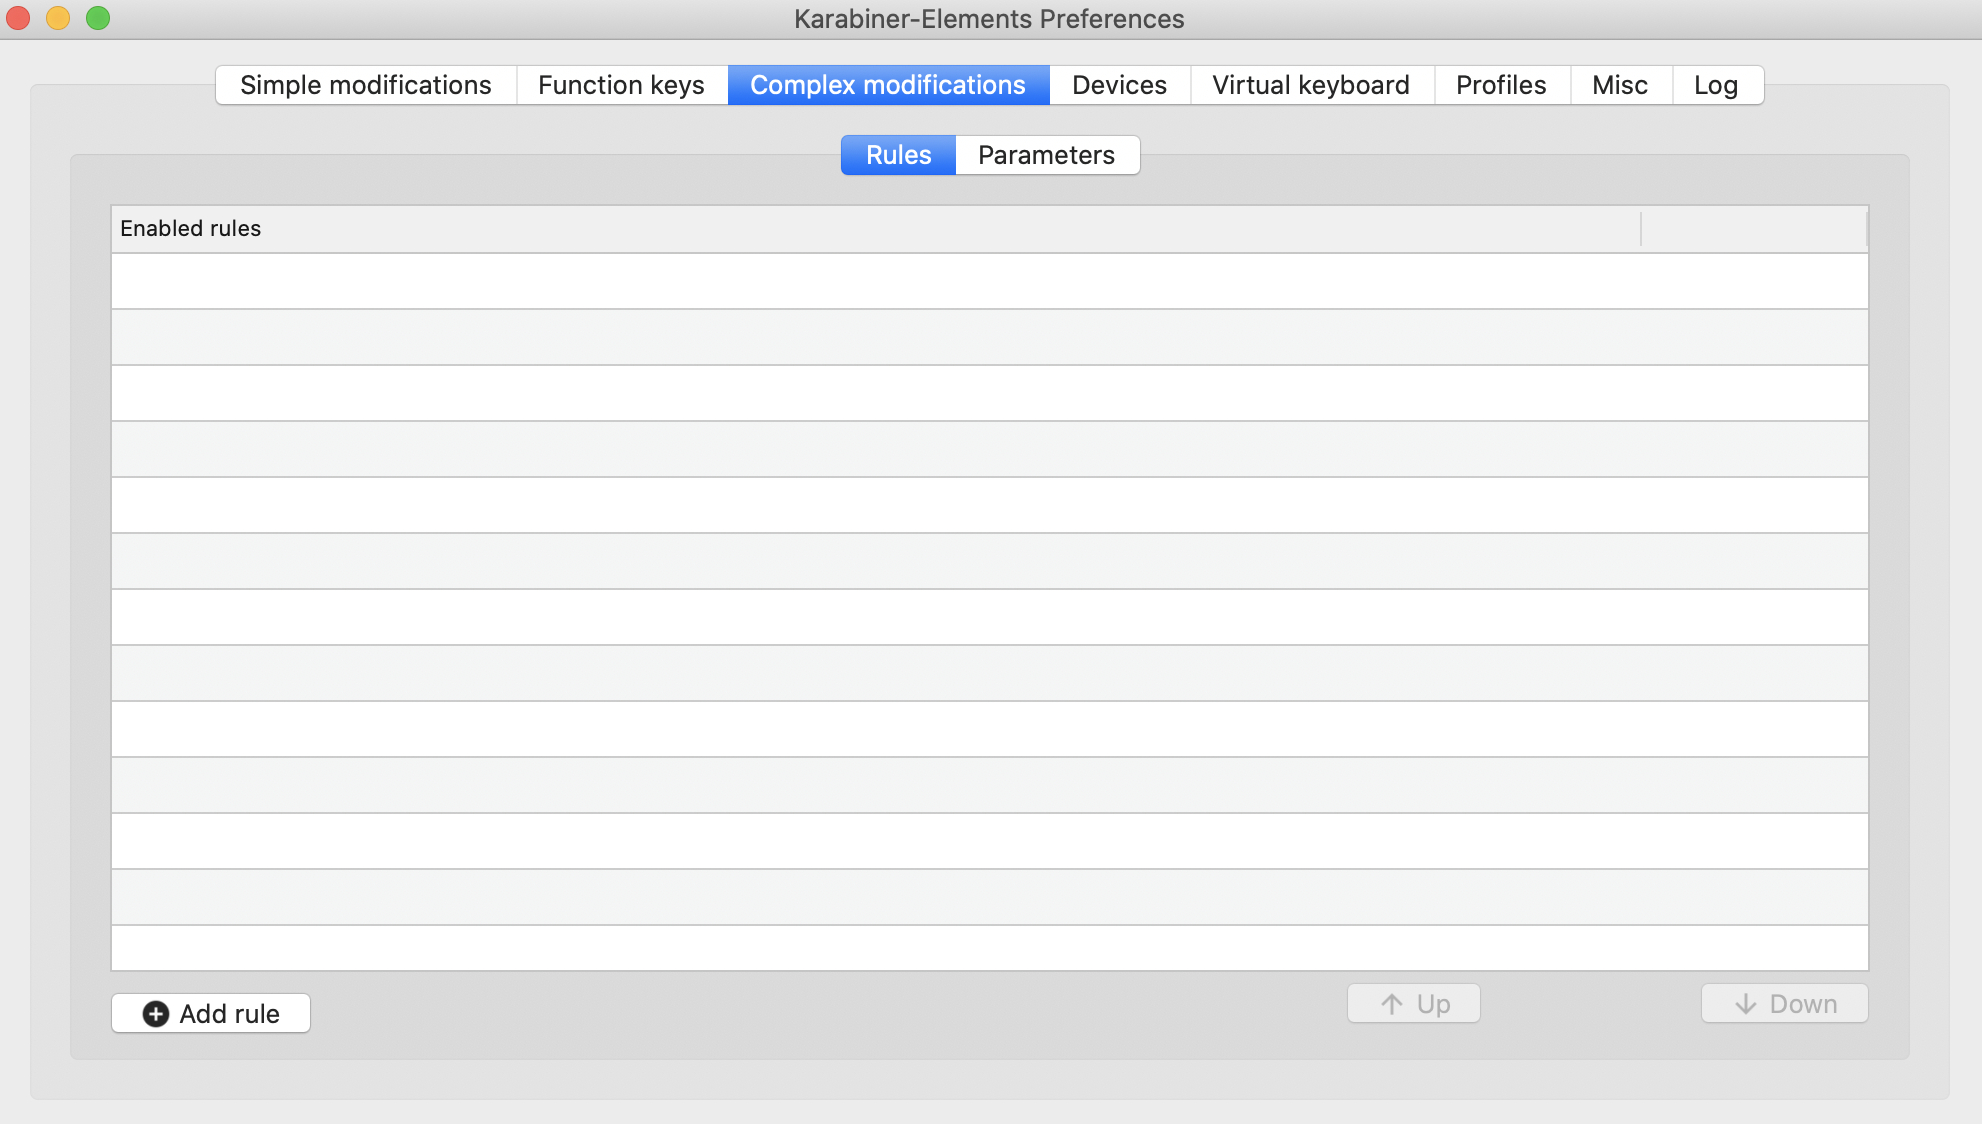 Karabiner-Elements Preferences
Simple modifications Function keys Complex modifications Devices Virtual keyboard Profiles Misc Log
Rules Parameters
Enabled rules
Add rule
Up
Down